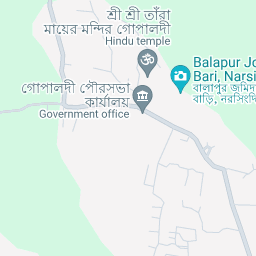 শ্রী শ্রী তাঁরা
মায়ের মন্দির গোপালদী
Hindu temple
Balapur Jo
Bari, Narsi
বালাপুর জমিদা
বাড়ি, নরসিংদি
গোপালদী পৌরসভা
কার্যালয়
Government office